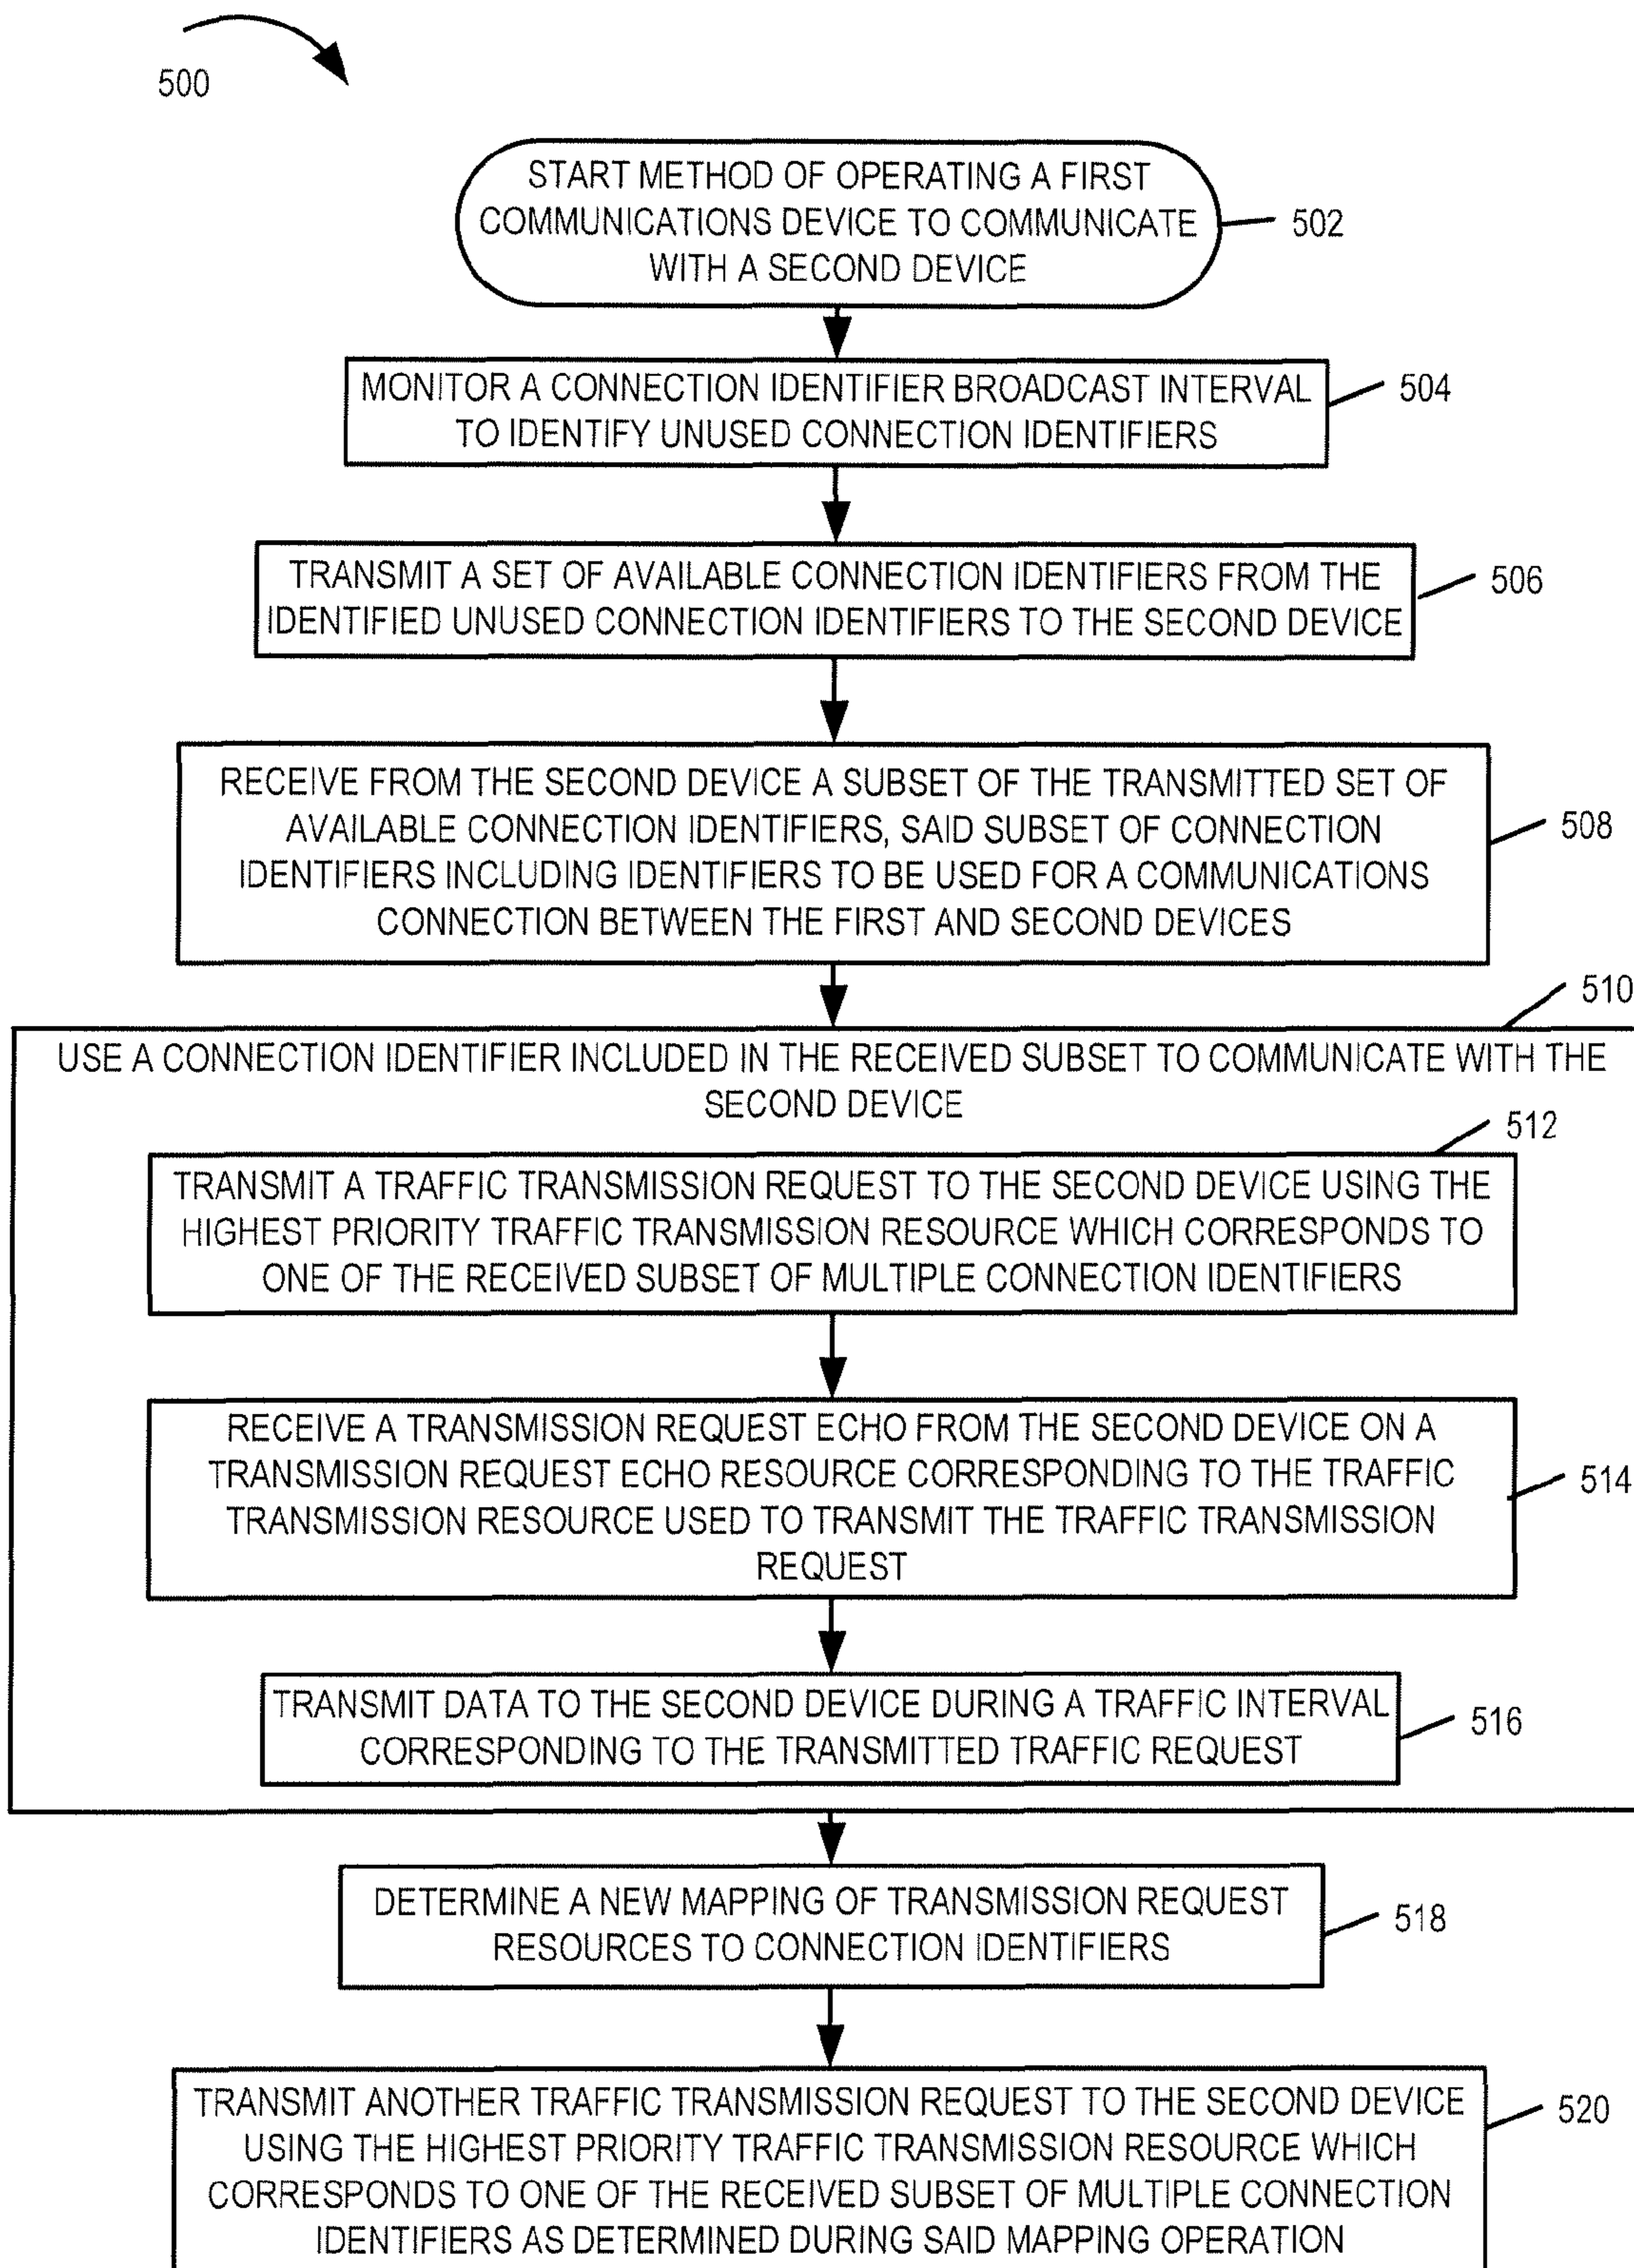 500
START METHOD OF OPERATING A FIRST
COMMUNICATIONS DEVICE TO COMMUNICATE
WITH A SECOND DEVICE
502
MONITOR A CONNECTION IDENTIFIER BROADCAST INTERVAL
TO IDENTIFY UNUSED CONNECTION IDENTIFIERS
504
TRANSMIT A SET OF AVAILABLE CONNECTION IDENTIFIERS FROM THE
IDENTIFIED UNUSED CONNECTION IDENTIFIERS TO THE SECOND DEVICE
506
RECEIVE FROM THE SECOND DEVICE A SUBSET OF THE TRANSMITTED SET OF
AVAILABLE CONNECTION IDENTIFIERS, SAID SUBSET OF CONNECTION
IDENTIFIERS INCLUDING IDENTIFIERS TO BE USED FOR A COMMUNICATIONS
CONNECTION BETWEEN THE FIRST AND SECOND DEVICES
508
510
USE A CONNECTION IDENTIFIER INCLUDED IN THE RECEIVED SUBSET TO COMMUNICATE WITH THE
SECOND DEVICE
512
TRANSMIT A TRAFFIC TRANSMISSION REQUEST TO THE SECOND DEVICE USING THE
HIGHEST PRIORITY TRAFFIC TRANSMISSION RESOURCE WHICH CORRESPONDS TO
ONE OF THE RECEIVED SUBSET OF MULTIPLE CONNECTION IDENTIFIERS
RECEIVE A TRANSMISSION REQUEST ECHO FROM THE SECOND DEVICE ON A
TRANSMISSION REQUEST ECHO RESOURCE CORRESPONDING TO THE TRAFFIC
TRANSMISSION RESOURCE USED TO TRANSMIT THE TRAFFIC TRANSMISSION
REQUEST
514
TRANSMIT DATA TO THE SECOND DEVICE DURING A TRAFFIC INTERVAL
CORRESPONDING TO THE TRANSMITTED TRAFFIC REQUEST
516
DETERMINE A NEW MAPPING OF TRANSMISSION REQUEST
RESOURCES TO CONNECTION IDENTIFIERS
518
TRANSMIT ANOTHER TRAFFIC TRANSMISSION REQUEST TO THE SECOND DEVICE
USING THE HIGHEST PRIORITY TRAFFIC TRANSMISSION RESOURCE WHICH
CORRESPONDS TO ONE OF THE RECEIVED SUBSET OF MULTIPLE CONNECTION
IDENTIFIERS AS DETERMINED DURING SAID MAPPING OPERATION
520